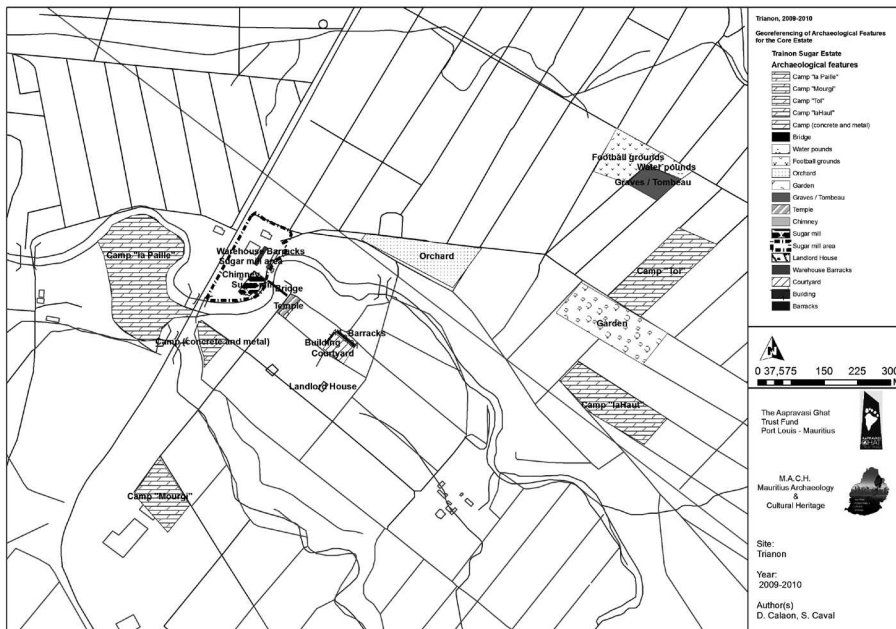 Football grounds
Water pounds
Graves / Tombeau
Camp "la Paille"
Warehouse Barracks
Sugar mill area
Orchard
Camp "Tol"
Chimney
Sugar mill
Bridge
Temple
Garden
Barracks
Building
Courtyard
Camp (concrete and metal)
Landlord House
Camp "laHaut"
Camp "Mourgi"
Trianon, 2009-2010
Georeferencing of Archaeological Features
for the Core Estate
Trainon Sugar Estate
Archaeological features
Camp "la Paille"
Camp "Mourgi"
Camp "Tol"
Camp "laHaut"
Camp (concrete and metal)
Bridge
Water pounds
Football grounds
Orchard
Garden
Graves / Tombeau
Temple
Chimney
Sugar mill
Sugar mill area
Landlord House
Warehouse Barracks
Courtyard
Building
Barracks
0 37,575 150 225 300
The Aapravasi Ghat
Trust Fund
Port Louis - Mauritius
M.A.C.H.
Mauritius Archaeology
&
Cultural Heritage
Site:
Trianon
Year:
2009-2010
Author(s)
D. Calaon, S. Caval